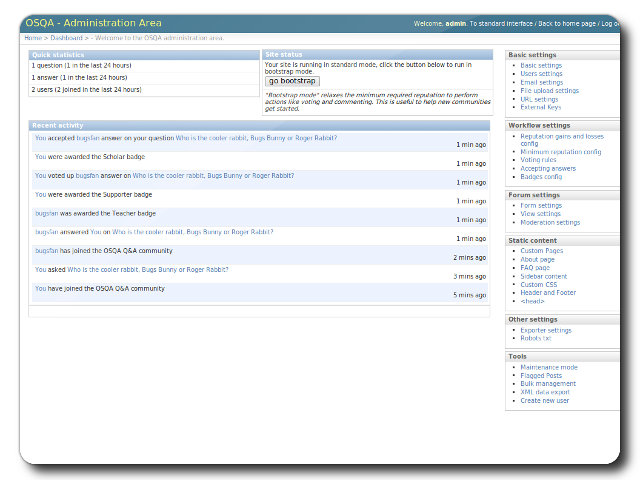 OSQA - Administration Area
Welcome, admin. To standard interface / Back to home page / Log ou
Home > Dashboard > - Welcome to the OSQA administration area.
Quick statistics
1 question (1 in the last 24 hours)
1 answer (1 in the last 24 hours)
2 users (2 joined in the last 24 hours)
Site status
Your site is running in standard mode, click the button below to run in
bootstrap mode.
go bootstrap
"Bootstrap mode" relaxes the minimum required reputation to perform
actions like voting and commenting. This is useful to help new communities
get started.
Recent activity
You accepted bugsfan answer on your question Who is the cooler rabbit, Bugs Bunny or Roger Rabbit?
1 min ago
You were awarded the Scholar badge
1 min ago
You voted up bugsfan answer on Who is the cooler rabbit, Bugs Bunny or Roger Rabbit?
1 min ago
You were awarded the Supporter badge
1 min ago
bugsfan was awarded the Teacher badge
1 min ago
bugsfan answered You on Who is the cooler rabbit, Bugs Bunny or Roger Rabbit?
1 min ago
bugsfan has joined the OSQA Q&A community
2 mins ago
You asked Who is the cooler rabbit, Bugs Bunny or Roger Rabbit?
3 mins ago
You have joined the OSQA Q&A community
5 mins ago
Basic settings
Basic settings
Users settings
Email settings
File upload settings
URL settings
External Keys
Workflow settings
Reputation gains and losses
config
Minimum reputation config
Voting rules
Accepting answers
Badges config
Forum settings
Form settings
View settings
Moderation settings
Static content
Custom Pages
About page
FAQ page
Sidebar content
Custom CSS
Header and Footer
<head>
Other settings
Exporter settings
Robots txt
Tools
Maintenance mode
Flagged Posts
Bulk management
XML data export
Create new user